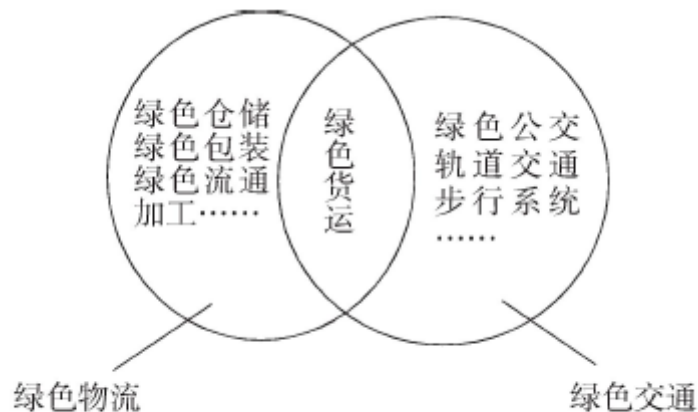 绿色仓储
绿色包装
绿色流通
加工……
绿色货运
绿色公交
轨道交通
步行系统
……
绿色物流
绿色交通